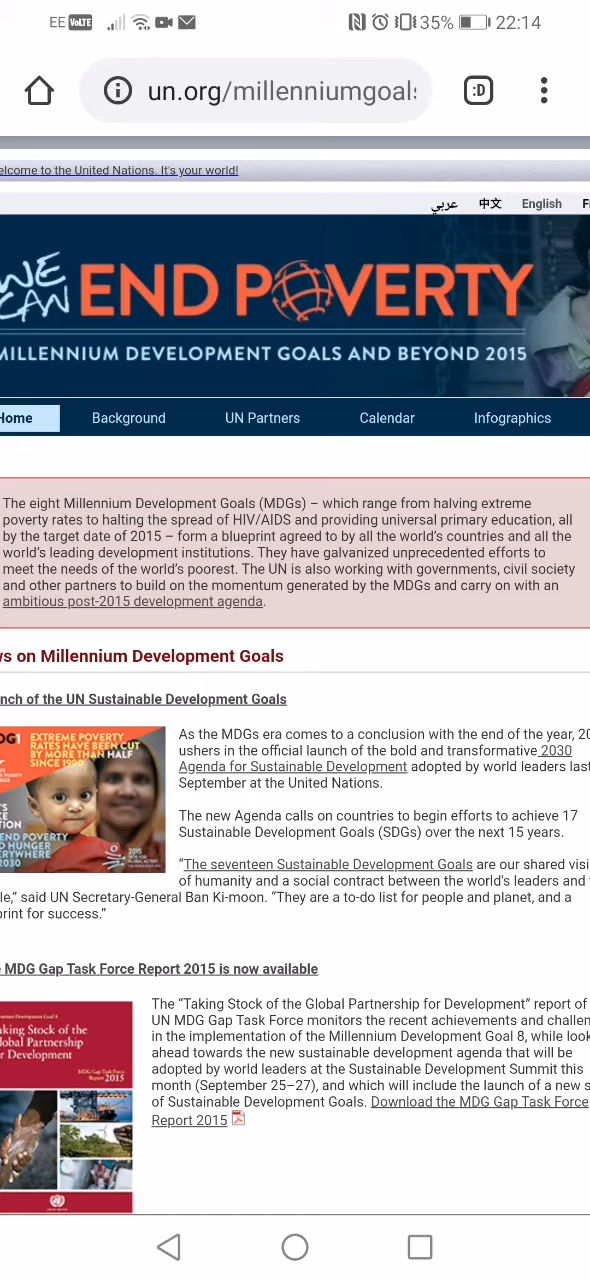 EE VoLTE 35% 22:14
un.org/millenniumgoal
elcome to the United Nations. It's your world!
عربي 中文 English F
WE CAN END POVERTY
MILLENNIUM DEVELOPMENT GOALS AND BEYOND 2015
Home Background UN Partners Calendar Infographics
The eight Millennium Development Goals (MDGs) – which range from halving extreme
poverty rates to halting the spread of HIV/AIDS and providing universal primary education, all
by the target date of 2015 – form a blueprint agreed to by all the world's countries and all the
world's leading development institutions. They have galvanized unprecedented efforts to
meet the needs of the world's poorest. The UN is also working with governments, civil society
and other partners to build on the momentum generated by the MDGs and carry on with an
ambitious post-2015 development agenda.
vs on Millennium Development Goals
nch of the UN Sustainable Development Goals
DG1 EXTREME POVERTY
RATES HAVE BEEN CUT
BY MORE THAN HALF
SINCE 1990
END POVERTY
ND HUNGER
ERYWHERE
2030
2015
As the MDGs era comes to a conclusion with the end of the year, 20
ushers in the official launch of the bold and transformative 2030
Agenda for Sustainable Development adopted by world leaders last
September at the United Nations.
The new Agenda calls on countries to begin efforts to achieve 17
Sustainable Development Goals (SDGs) over the next 15 years.
“The seventeen Sustainable Development Goals are our shared visi
of humanity and a social contract between the world's leaders and
le,” said UN Secretary-General Ban Ki-moon. “They are a to-do list for people and planet, and a
print for success.”
e MDG Gap Task Force Report 2015 is now available
aking Stock of the
lobal Partnership
r Development
MDG Gap Task Force
Report 2015
The “Taking Stock of the Global Partnership for Development” report of
UN MDG Gap Task Force monitors the recent achievements and challen
in the implementation of the Millennium Development Goal 8, while look
ahead towards the new sustainable development agenda that will be
adopted by world leaders at the Sustainable Development Summit this
month (September 25–27), and which will include the launch of a new s
of Sustainable Development Goals. Download the MDG Gap Task Force
Report 2015